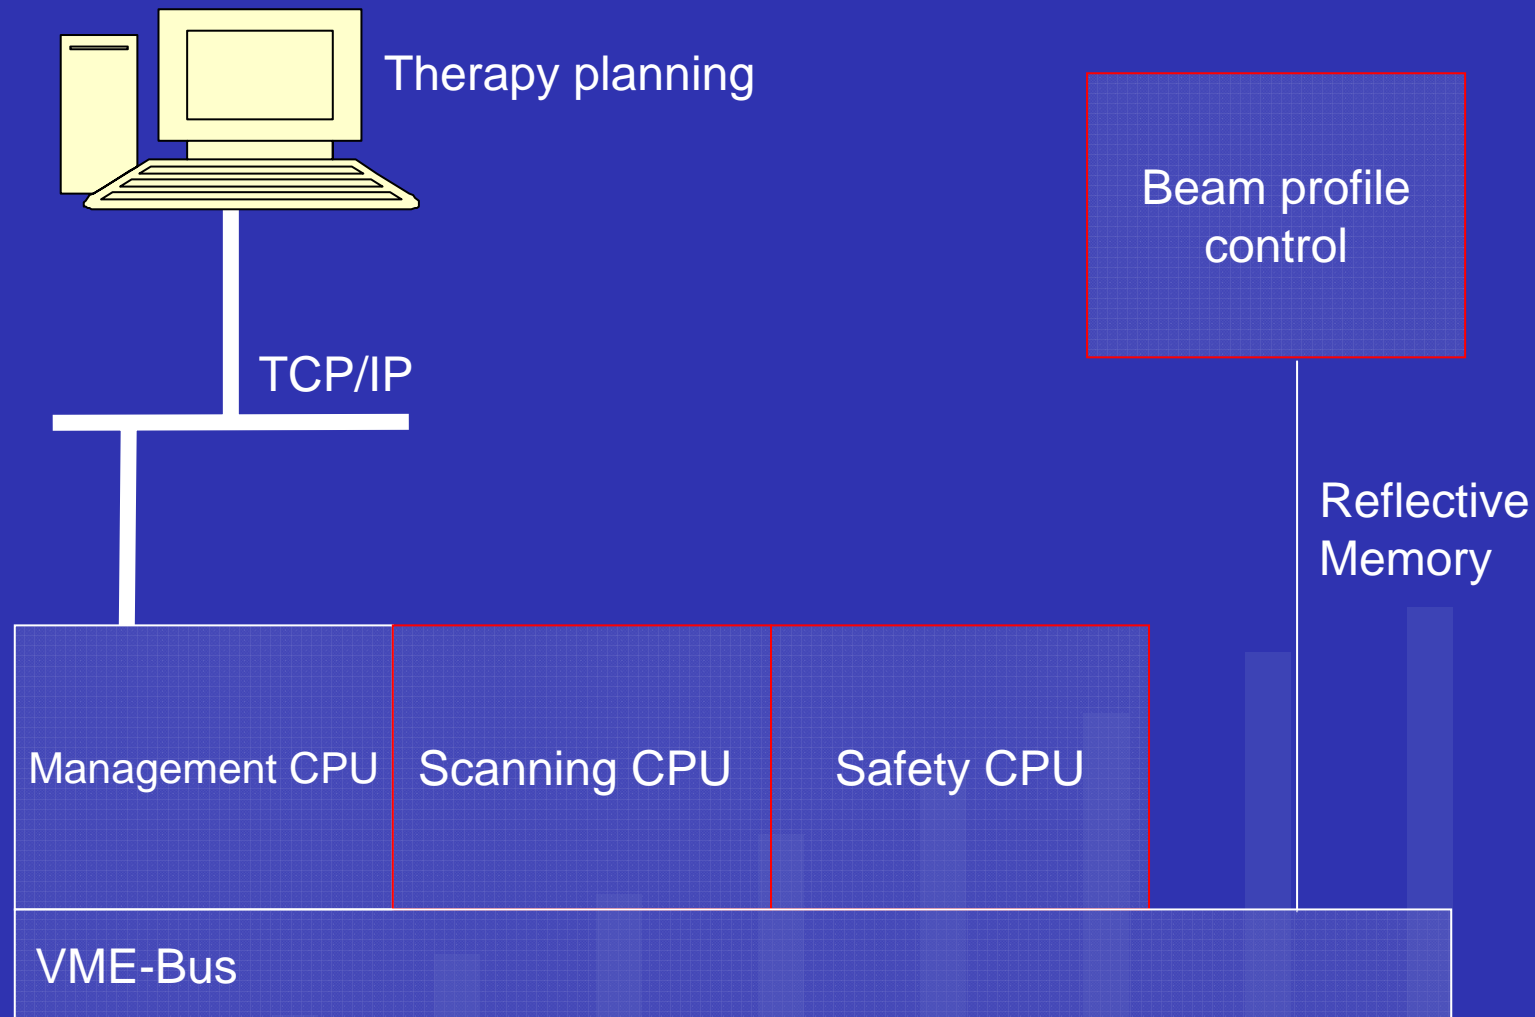 Therapy planning
Beam profile
control
TCP/IP
Reflective
Memory
Management CPU
Scanning CPU
Safety CPU
VME-Bus